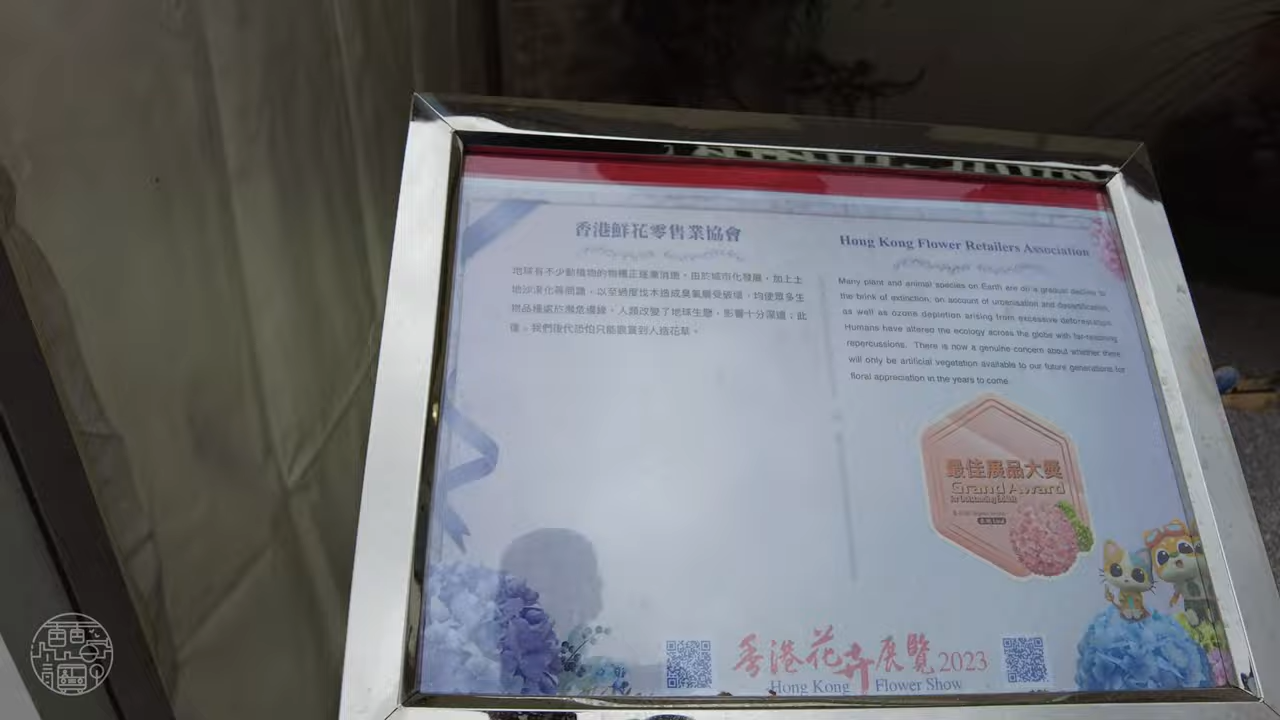 香港鮮花零售業協會
地球有不少動植物的物種正逐漸消逝。由於城市化發展，加上土
地沙漠化等問題，以至過度伐木造成臭氧層受破壞，均使眾多生
物品種處於瀕危邊緣。人類改變了地球生態，影響十分深遠；此
後，我們後代恐怕只能觀賞到人造花草。
Hong Kong Flower Retailers Association
Many plant and animal species on Earth are on a gradual decline to
the brink of extinction, on account of urbanisation and desertification,
as well as ozone depletion arising from excessive deforestation.
Humans have altered the ecology across the globe with far-reaching
repercussions. There is now a genuine concern about whether there
will only be artificial vegetation available to our future generations for
floral appreciation in the years to come.
最佳展品大獎
Grand Award
for Outstanding Exhibit
香港花卉展覽2023
Hong Kong Flower Show